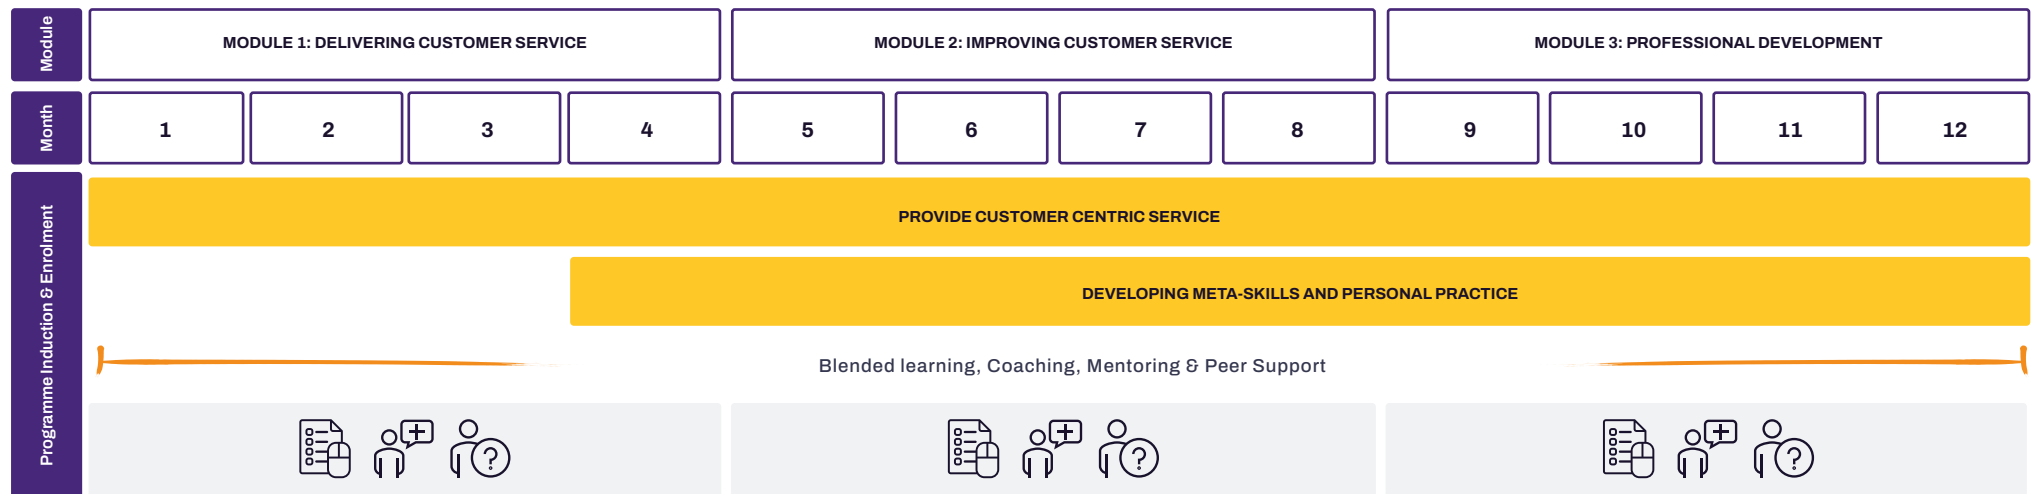 Module
MODULE 1: DELIVERING CUSTOMER SERVICE
MODULE 2: IMPROVING CUSTOMER SERVICE
MODULE 3: PROFESSIONAL DEVELOPMENT
Month
1
2
3
4
5
6
7
8
9
10
11
12
Programme Induction & Enrolment
PROVIDE CUSTOMER CENTRIC SERVICE
DEVELOPING META-SKILLS AND PERSONAL PRACTICE
Blended learning, Coaching, Mentoring & Peer Support
?
?
?